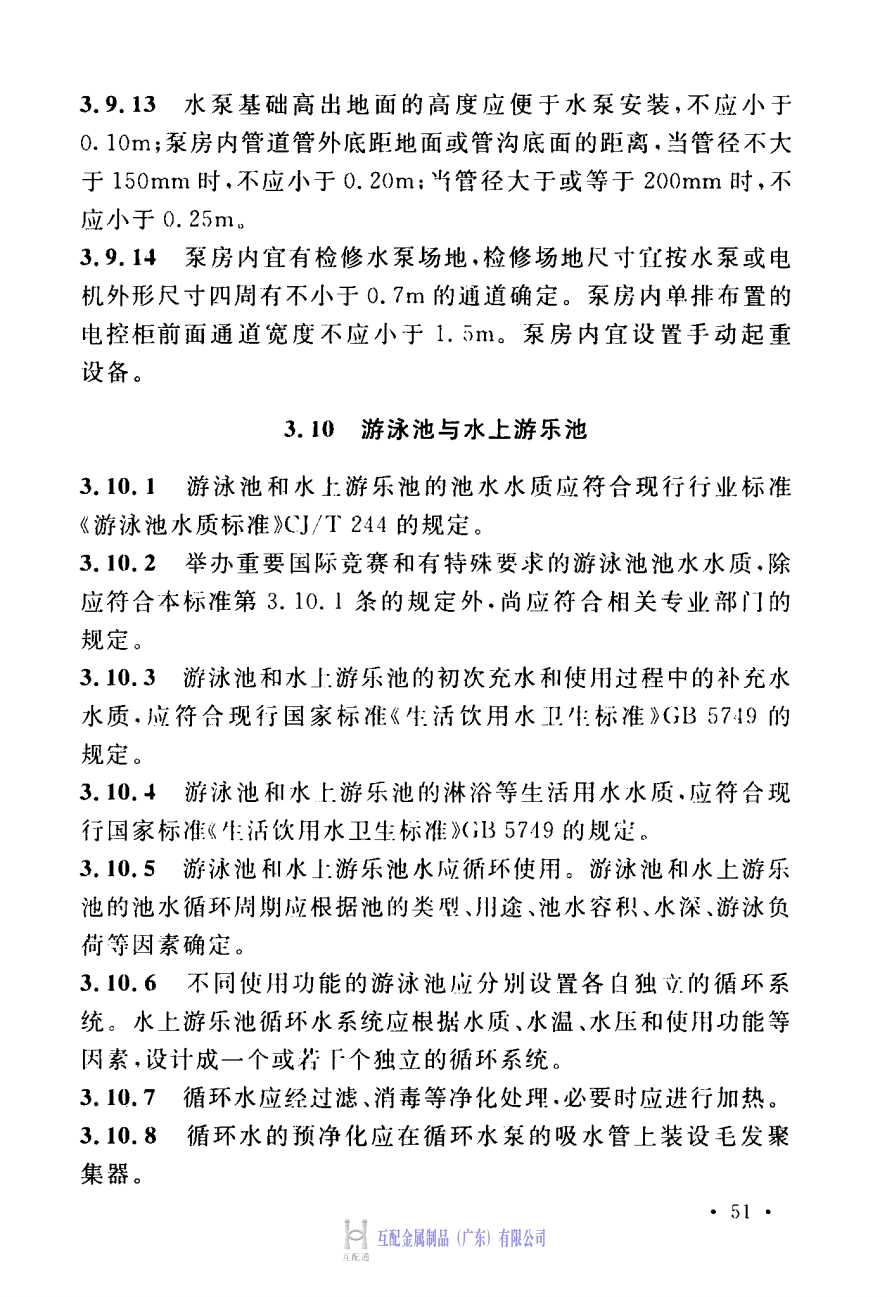 3.9.13 水泵基础高出地面的高度应便于水泵安装,不应小于
0.10m;泵房内管道管外底距地面或管沟底面的距离,当管径不大
于 150mm 时,不应小于 0.20m;当管径大于或等于 200mm 时,不
应小于 0.25m。
3.9.14 泵房内宜有检修水泵场地,检修场地尺寸宜按水泵或电
机外形尺寸四周有不小于 0.7m 的通道确定。泵房内单排布置的
电控柜前面通道宽度不应小于 1.5m。泵房内宜设置手动起重
设备。
3.10 游泳池与水上游乐池
3.10.1 游泳池和水上游乐池的池水水质应符合现行行业标准
《游泳池水质标准》CJ/T 244 的规定。
3.10.2 举办重要国际竞赛和有特殊要求的游泳池池水水质,除
应符合本标准第 3.10.1 条的规定外,尚应符合相关专业部门的
规定。
3.10.3 游泳池和水上游乐池的初次充水和使用过程中的补充水
水质,应符合现行国家标准《生活饮用水卫生标准》GB 5749 的
规定。
3.10.4 游泳池和水上游乐池的淋浴等生活用水水质,应符合现
行国家标准《生活饮用水卫生标准》GB 5749 的规定。
3.10.5 游泳池和水上游乐池水应循环使用。游泳池和水上游乐
池的池水循环周期应根据池的类型、用途、池水容积、水深、游泳负
荷等因素确定。
3.10.6 不同使用功能的游泳池应分别设置各自独立的循环系
统。水上游乐池循环水系统应根据水质、水温、水压和使用功能等
因素,设计成一个或若干个独立的循环系统。
3.10.7 循环水应经过滤、消毒等净化处理,必要时应进行加热。
3.10.8 循环水的预净化应在循环水泵的吸水管上装设毛发聚
集器。
• 51 •
互配金属制品（广东）有限公司
互配通